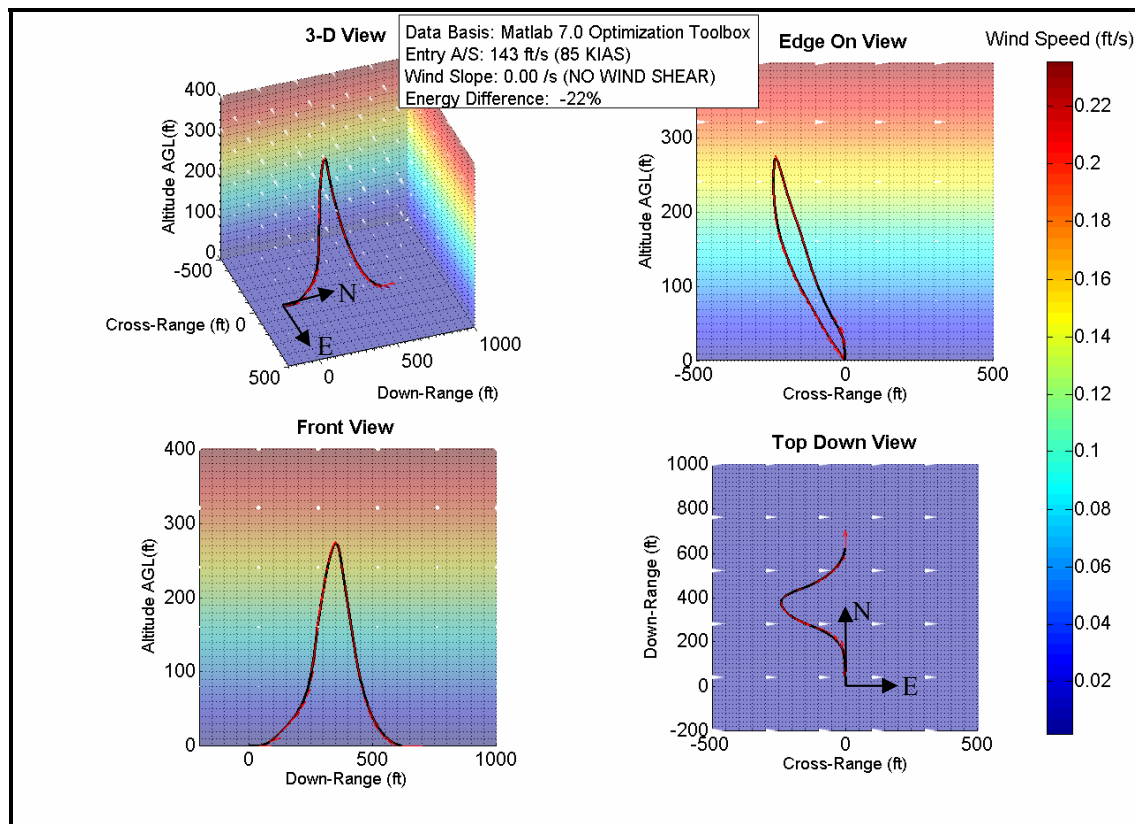 3-D View
Data Basis: Matlab 7.0 Optimization Toolbox
Entry A/S: 143 ft/s (85 KIAS)
Wind Slope: 0.00 /s (NO WIND SHEAR)
Energy Difference:  -22%
400
300
200
100
0
Altitude AGL(ft)
-500
0
500
Cross-Range (ft)
0
500
1000
Down-Range (ft)
N
E
Edge On View
300
200
100
0
Altitude AGL(ft)
-500
0
500
Cross-Range (ft)
Wind Speed (ft/s)
0.22
0.2
0.18
0.16
0.14
0.12
0.1
0.08
0.06
0.04
0.02
Front View
400
300
200
100
0
Altitude AGL(ft)
0
500
1000
Down-Range (ft)
Top Down View
1000
800
600
400
200
0
-200
Down-Range (ft)
N
E
-500
0
500
Cross-Range (ft)